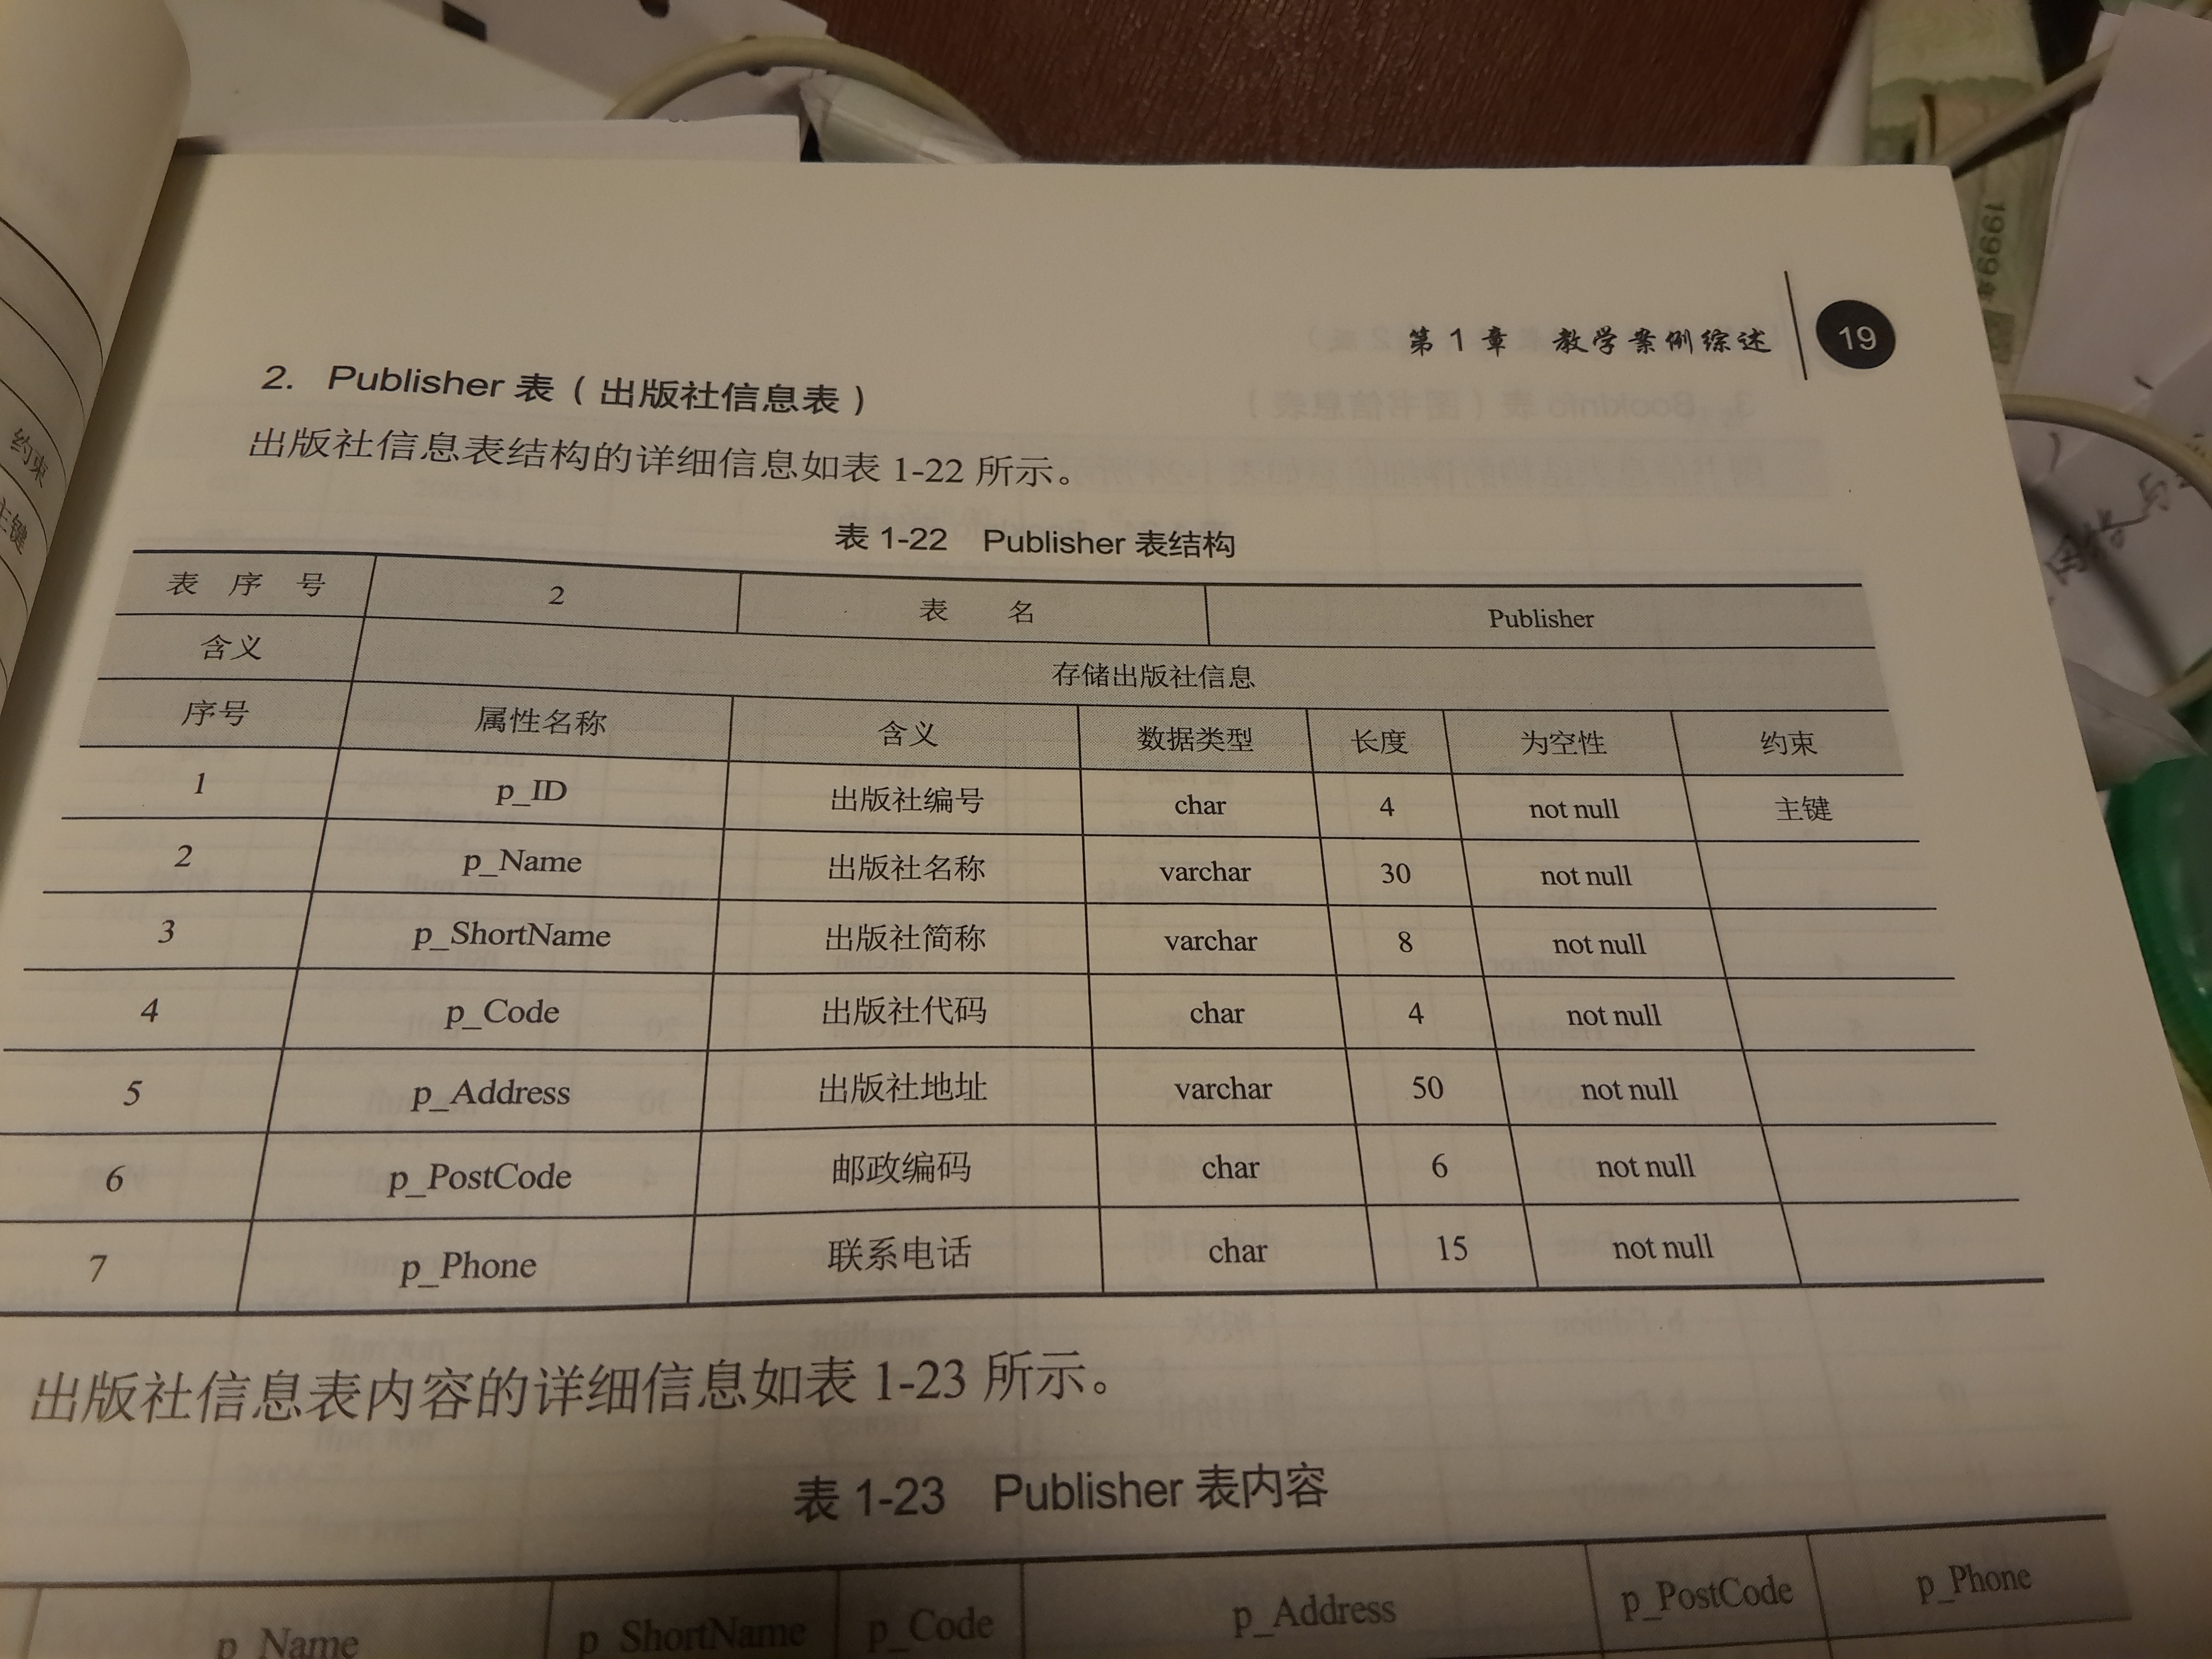 第1章 教学案例综述 19
2. Publisher 表（出版社信息表）
出版社信息表结构的详细信息如表 1-22 所示。
表 1-22 Publisher 表结构
表 序 号 2 表 名 Publisher
含义 存储出版社信息
序号 属性名称 含义 数据类型 长度 为空性 约束
1 p_ID 出版社编号 char 4 not null 主键
2 p_Name 出版社名称 varchar 30 not null
3 p_ShortName 出版社简称 varchar 8 not null
4 p_Code 出版社代码 char 4 not null
5 p_Address 出版社地址 varchar 50 not null
6 p_PostCode 邮政编码 char 6 not null
7 p_Phone 联系电话 char 15 not null
出版社信息表内容的详细信息如表 1-23 所示。
表 1-23 Publisher 表内容
p_Name p_ShortName p_Code p_Address p_PostCode p_Phone
约束
主键